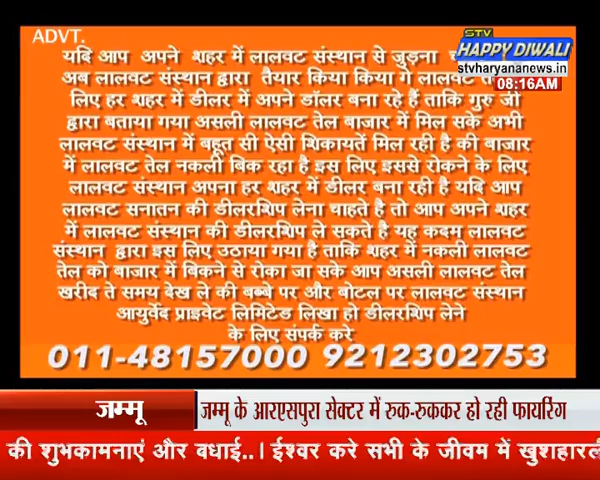 ADVT.
STV
HAPPY DIWALI
stvharyananews.in
08:16AM
यदि आप अपने शहर में लालवट संस्थान से जुड़ना
अब लालवट संस्थान द्वारा तैयार किया किया गे लालवट
लिए हर शहर में डीलर में अपने डॉलर बना रहे हैं ताकि गुरु जी
द्वारा बताया गया असली लालवट तेल बाजार में मिल सके अभी
लालवट संस्थान में बहुत सी ऐसी शिकायतें मिल रही है की बाजार
में लालवट तेल नकली बिक रहा है इस लिए इससे रोकने के लिए
लालवट संस्थान अपना हर शहर में डीलर बना रही है यदि आप
लालवट सनातन की डीलरशिप लेना चाहते है तो आप अपने शहर
में लालवट संस्थान की डीलरशिप ले सकते है यह कदम लालवट
संस्थान द्वारा इस लिए उठाया गया है ताकि शहर में नकली लालवट
तेल को बाजार में बिकने से रोका जा सके आप असली लालवट तेल
खरीद ते समय देख ले की बब्बे पर और बोटल पर लालवट संस्थान
आयुर्वेद प्राइवेट लिमिटेड लिखा हो डीलरशिप लेने
के लिए संपर्क करे
011-48157000 9212302753
जम्मू
जम्मू के आरएसपुरा सेक्टर में रुक-रुककर हो रही फायरिंग
की शुभकामनाएं और बधाई..। ईश्वर करे सभी के जीवम में खुशहाली